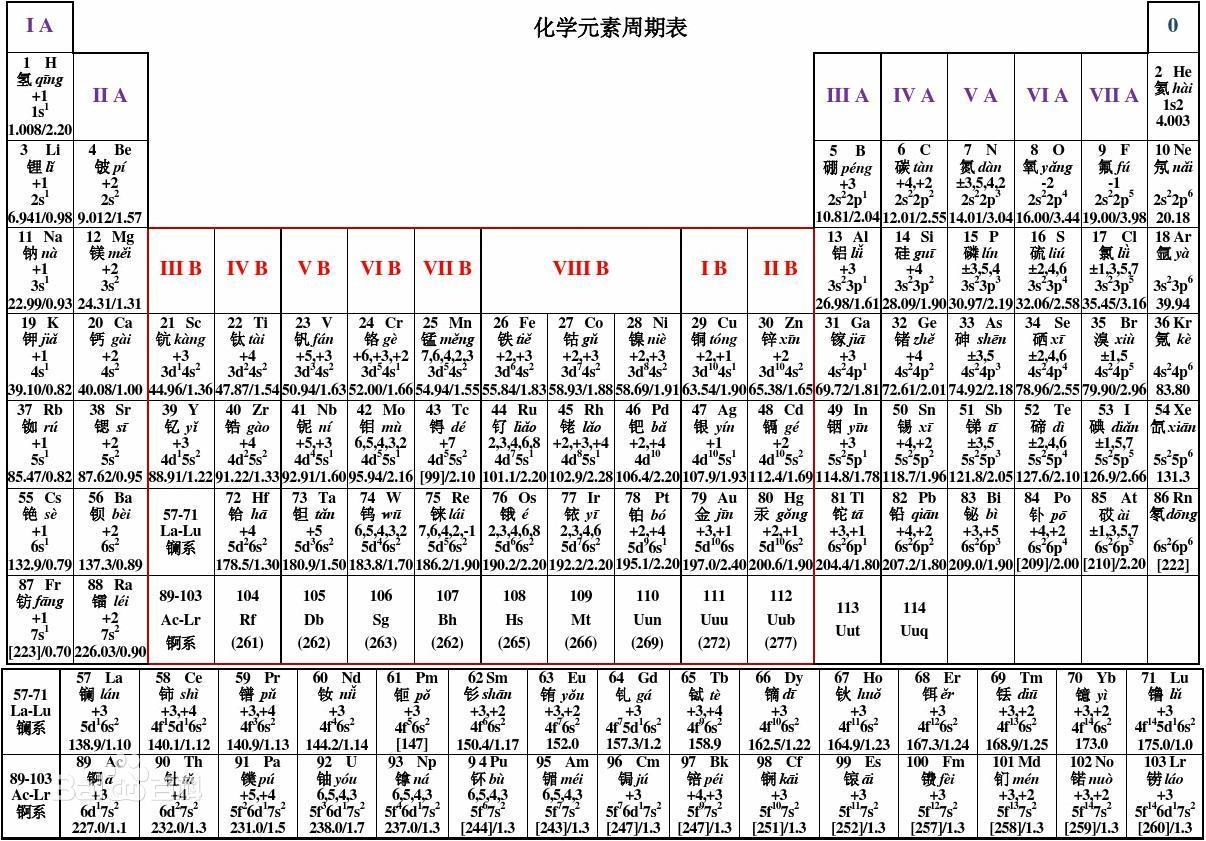 化学元素周期表
I A 0
1 H 2 He
氢 qīng II A III A IV A V A VI A VII A 氦 hài
+1 1s2
1s¹ 4.003
1.008/2.20
3 Li 4 Be 5 B 6 C 7 N 8 O 9 F 10 Ne
锂 lǐ 铍 pí 硼 péng 碳 tàn 氮 dàn 氧 yǎng 氟 fú 氖 nǎi
+1 +2 +3 +4,+2 ±3,5,4,2 -2 -1
2s¹ 2s² 2s²2p¹ 2s²2p² 2s²2p³ 2s²2p⁴ 2s²2p⁵ 2s²2p⁶
6.941/0.98 9.012/1.57 10.81/2.04 12.01/2.55 14.01/3.04 16.00/3.44 19.00/3.98 20.18
11 Na 12 Mg 13 Al 14 Si 15 P 16 S 17 Cl 18 Ar
钠 nà 镁 měi III B IV B V B VI B VII B VIII B I B II B 铝 lǚ 硅 guī 磷 lín 硫 liú 氯 lǜ 氩 yà
+1 +2 +3 +4 ±3,5,4 ±2,4,6 ±1,3,5,7
3s¹ 3s² 3s²3p¹ 3s²3p² 3s²3p³ 3s²3p⁴ 3s²3p⁵ 3s²3p⁶
22.99/0.93 24.31/1.31 26.98/1.61 28.09/1.90 30.97/2.19 32.06/2.58 35.45/3.16 39.94
19 K 20 Ca 21 Sc 22 Ti 23 V 24 Cr 25 Mn 26 Fe 27 Co 28 Ni 29 Cu 30 Zn 31 Ga 32 Ge 33 As 34 Se 35 Br 36 Kr
钾 jiǎ 钙 gài 钪 kàng 钛 tài 钒 fán 铬 gè 锰 měng 铁 tiě 钴 gǔ 镍 niè 铜 tóng 锌 xīn 镓 jiā 锗 zhě 砷 shēn 硒 xī 溴 xiù 氪 kè
+1 +2 +3 +4 +5,+3 +6,+3,+2 7,6,4,2,3 +2,+3 +2,+3 +2,+3 +2,+1 +2 +3 +4 ±3,5 ±2,4,6 ±1,5
4s¹ 4s² 3d¹4s² 3d²4s² 3d³4s² 3d⁵4s¹ 3d⁵4s² 3d⁶4s² 3d⁷4s² 3d⁸4s² 3d¹⁰4s¹ 3d¹⁰4s² 4s²4p¹ 4s²4p² 4s²4p³ 4s²4p⁴ 4s²4p⁵ 4s²4p⁶
39.10/0.82 40.08/1.00 44.96/1.36 47.87/1.54 50.94/1.63 52.00/1.66 54.94/1.55 55.84/1.83 58.93/1.88 58.69/1.91 63.54/1.90 65.38/1.65 69.72/1.81 72.61/2.01 74.92/2.18 78.96/2.55 79.90/2.96 83.80
37 Rb 38 Sr 39 Y 40 Zr 41 Nb 42 Mo 43 Tc 44 Ru 45 Rh 46 Pd 47 Ag 48 Cd 49 In 50 Sn 51 Sb 52 Te 53 I 54 Xe
铷 rú 锶 sī 钇 yǐ 锆 gào 铌 ní 钼 mù 锝 dé 钌 liǎo 铑 lǎo 钯 bǎ 银 yín 镉 gé 铟 yīn 锡 xī 锑 tī 碲 dì 碘 diǎn 氙 xiān
+1 +2 +3 +4 +5,+3 6,5,4,3,2 +7 2,3,4,6,8 +2,+3,+4 +2,+4 +1 +2 +3 +4,+2 ±3,5 ±2,4,6 ±1,5,7
5s¹ 5s² 4d¹5s² 4d²5s² 4d⁴5s¹ 4d⁵5s¹ 4d⁵5s² 4d⁷5s¹ 4d⁸5s¹ 4d¹⁰ 4d¹⁰5s¹ 4d¹⁰5s² 5s²5p¹ 5s²5p² 5s²5p³ 5s²5p⁴ 5s²5p⁵ 5s²5p⁶
85.47/0.82 87.62/0.95 88.91/1.22 91.22/1.33 92.91/1.60 95.94/2.16 [99]/2.10 101.1/2.20 102.9/2.28 106.4/2.20 107.9/1.93 112.4/1.69 114.8/1.78 118.7/1.96 121.8/2.05 127.6/2.10 126.9/2.66 131.3
55 Cs 56 Ba 57-71 72 Hf 73 Ta 74 W 75 Re 76 Os 77 Ir 78 Pt 79 Au 80 Hg 81 Tl 82 Pb 83 Bi 84 Po 85 At 86 Rn
铯 sè 钡 bèi La-Lu 铪 hā 钽 tǎn 钨 wū 铼 lái 锇 é 铱 yī 铂 bó 金 jīn 汞 gǒng 铊 tā 铅 qiān 铋 bì 钋 pō 砹 ài 氡 dōng
+1 +2 镧系 +4 +5 6,5,4,3,2 7,6,4,2,-1 2,3,4,6,8 2,3,4,6 +2,+4 +3,+1 +2,+1 +3,+1 +4,+2 +3,+5 ±2,4,6 ±1,3,5,7
6s¹ 6s² 5d²6s² 5d³6s² 5d⁴6s² 5d⁵6s² 5d⁶6s² 5d⁷6s² 5d⁹6s¹ 5d¹⁰6s 5d¹⁰6s² 6s²6p¹ 6s²6p² 6s²6p³ 6s²6p⁴ 6s²6p⁵ 6s²6p⁶
132.9/0.79 137.3/0.89 178.5/1.30 180.9/1.50 183.8/1.70 186.2/1.90 190.2/2.20 192.2/2.20 195.1/2.20 197.0/2.40 200.6/1.90 204.4/1.80 207.2/1.80 209.0/1.90 [209]/2.00 [210]/2.20 [222]
87 Fr 88 Ra 89-103 104 105 106 107 108 109 110 111 112 113 114
钫 fāng 镭 léi Ac-Lr Rf Db Sg Bh Hs Mt Uun Uuu Uub Uut Uuq
+1 +2 锕系 (261) (262) (263) (262) (265) (266) (269) (272) (277)
7s¹ 7s²
[223]/0.70 226.03/0.90
57-71 57 La 58 Ce 59 Pr 60 Nd 61 Pm 62 Sm 63 Eu 64 Gd 65 Tb 66 Dy 67 Ho 68 Er 69 Tm 70 Yb 71 Lu
La-Lu 镧 lán 铈 shì 镨 pǔ 钕 nǚ 钷 pǒ 钐 shān 铕 yǒu 钆 gá 铽 tè 镝 dī 钬 huǒ 铒 ěr 铥 diū 镱 yì 镥 lǔ
镧系 +3 +3,+4 +3,+4 +3 +3 +3,+2 +3,+2 +3 +3,+4 +3 +3 +3 +3,+2 +3,+2 +3
5d¹6s² 4f¹5d¹6s² 4f³6s² 4f⁴6s² 4f⁵6s² 4f⁶6s² 4f⁷6s² 4f⁷5d¹6s² 4f⁹6s² 4f¹⁰6s² 4f¹¹6s² 4f¹²6s² 4f¹³6s² 4f¹⁴6s² 4f¹⁴5d¹6s²
138.9/1.10 140.1/1.12 140.9/1.13 144.2/1.14 [147] 150.4/1.17 152.0 157.3/1.2 158.9 162.5/1.22 164.9/1.23 167.3/1.24 168.9/1.25 173.0 175.0/1.0
89-103 89 Ac 90 Th 91 Pa 92 U 93 Np 9 4 Pu 95 Am 96 Cm 97 Bk 98 Cf 99 Es 100 Fm 101 Md 102 No 103 Lr
Ac-Lr 锕 ā 钍 tǔ 镤 pú 铀 yóu 镎 ná 钚 bù 镅 méi 锔 jú 锫 péi 锎 kāi 锿 āi 镄 fèi 钔 mén 锘 nuò 铹 láo
锕系 +3 +4 +5,+4 6,5,4,3 6,5,4,3 6,5,4,3 6,5,4,3 +3 +4,+3 +3 +3 +3 +3,+2 +3,+2 +3
6d¹7s² 6d²7s² 5f²6d¹7s² 5f³6d¹7s² 5f⁴6d¹7s² 5f⁶7s² 5f⁷7s² 5f⁷6d¹7s² 5f⁹7s² 5f¹⁰7s² 5f¹¹7s² 5f¹²7s² 5f¹³7s² 5f¹⁴7s² 5f¹⁴6d¹7s²
227.0/1.1 232.0/1.3 231.0/1.5 238.0/1.7 237.0/1.3 [244]/1.3 [243]/1.3 [247]/1.3 [247]/1.3 [251]/1.3 [252]/1.3 [257]/1.3 [258]/1.3 [259]/1.3 [260]/1.3